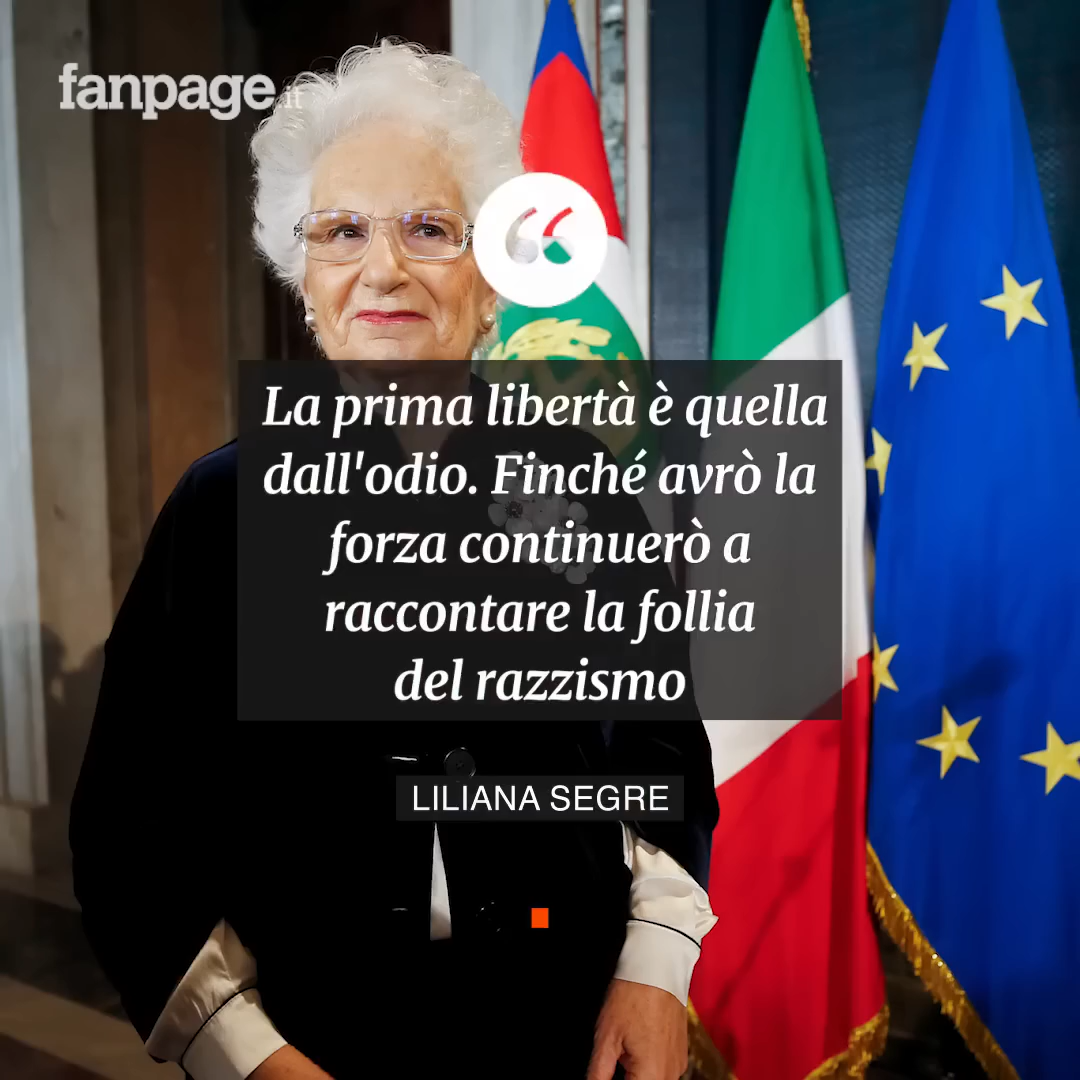 fanpage.it
La prima libertà è quella
dall'odio. Finché avrò la
forza continuerò a
raccontare la follia
del razzismo
LILIANA SEGRE